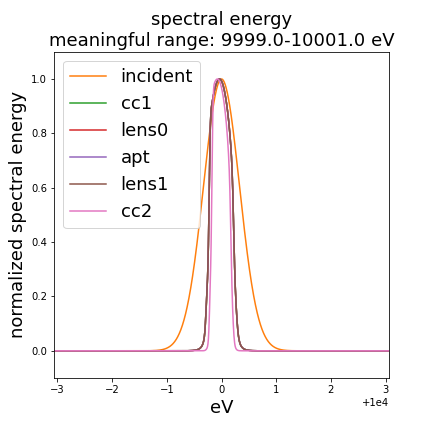 spectral energy
meaningful range: 9999.0-10001.0 eV
normalized spectral energy
1.0
0.8
0.6
0.4
0.2
0.0
incident
cc1
lens0
apt
lens1
cc2
−3
−2
−1
0
1
2
3
+1e4
eV